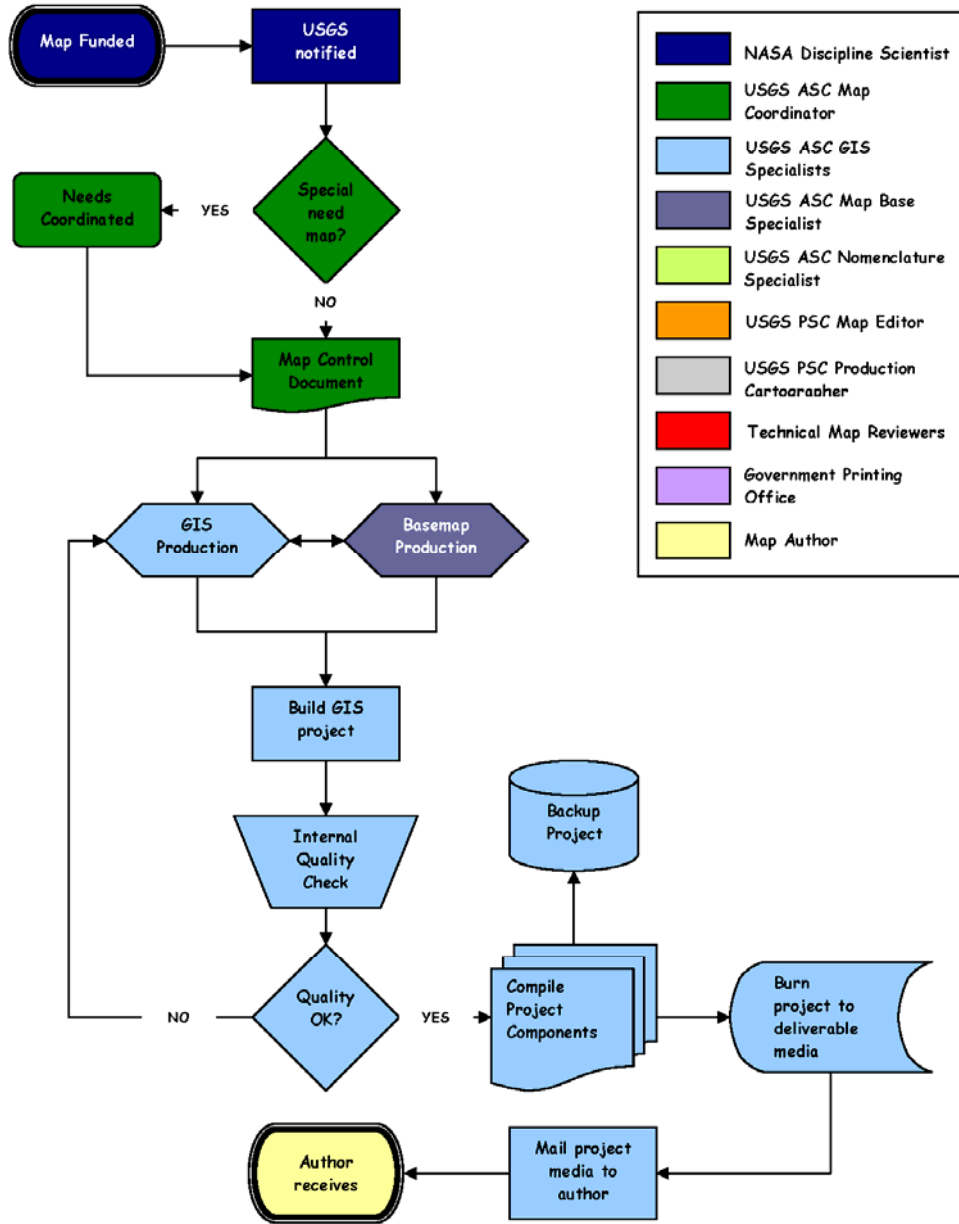 Map Funded
USGS
notified
Special
need
map?
YES
Needs
Coordinated
NO
Map Control
Document
GIS
Production
Basemap
Production
Build GIS
project
Internal
Quality
Check
Quality
OK?
NO
YES
Compile
Project
Components
Backup
Project
Burn
project to
deliverable
media
Mail project
media to
author
Author
receives
NASA Discipline Scientist
USGS ASC Map
Coordinator
USGS ASC GIS
Specialists
USGS ASC Map Base
Specialist
USGS ASC Nomenclature
Specialist
USGS PSC Map Editor
USGS PSC Production
Cartographer
Technical Map Reviewers
Government Printing
Office
Map Author